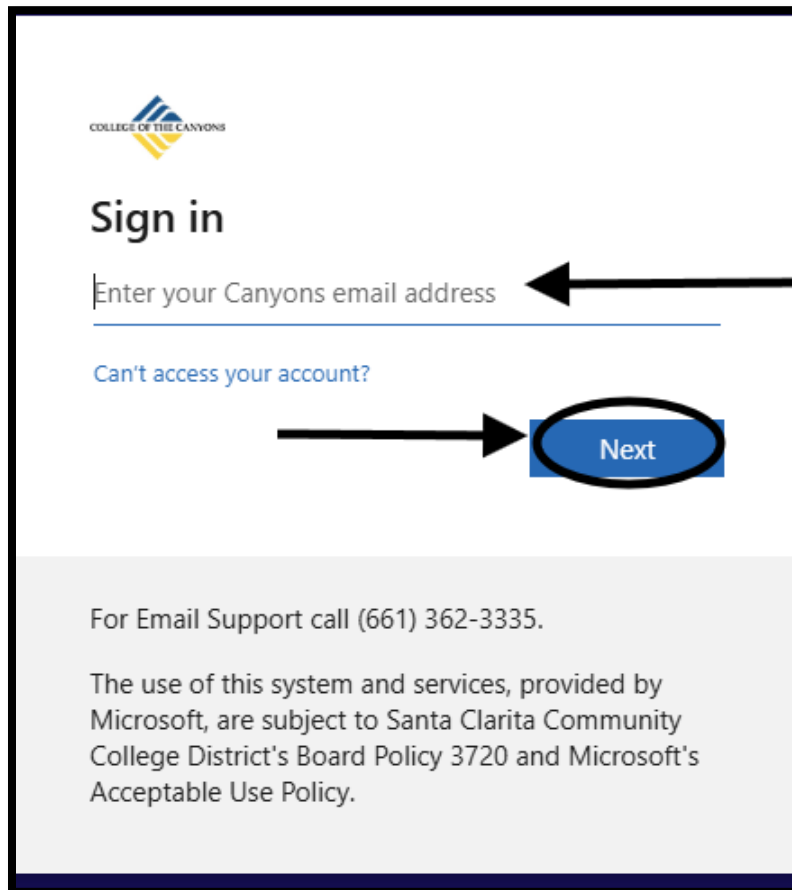 COLLEGE OF THE CANYONS
Sign in
Enter your Canyons email address
Can't access your account?
Next
For Email Support call (661) 362-3335.
The use of this system and services, provided by
Microsoft, are subject to Santa Clarita Community
College District's Board Policy 3720 and Microsoft's
Acceptable Use Policy.